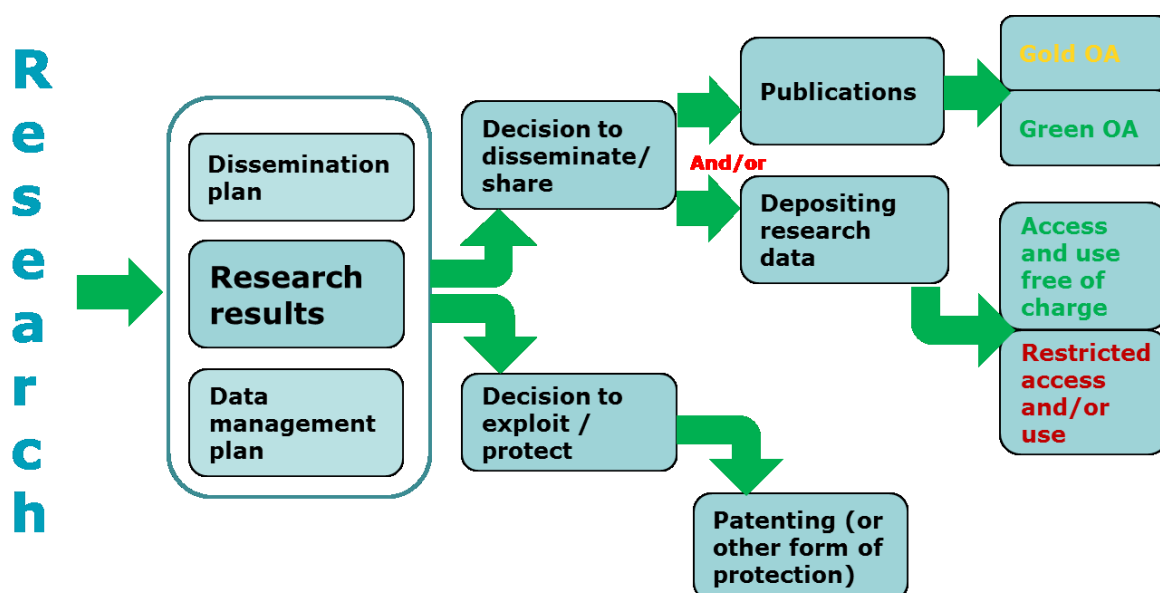 Research
Dissemination
plan
Research
results
Data
management
plan
Decision to
disseminate/
share
Decision to
exploit /
protect
And/or
Publications
Depositing
research
data
Patenting (or
other form of
protection)
Gold OA
Green OA
Access
and use
free of
charge
Restricted
access
and/or
use